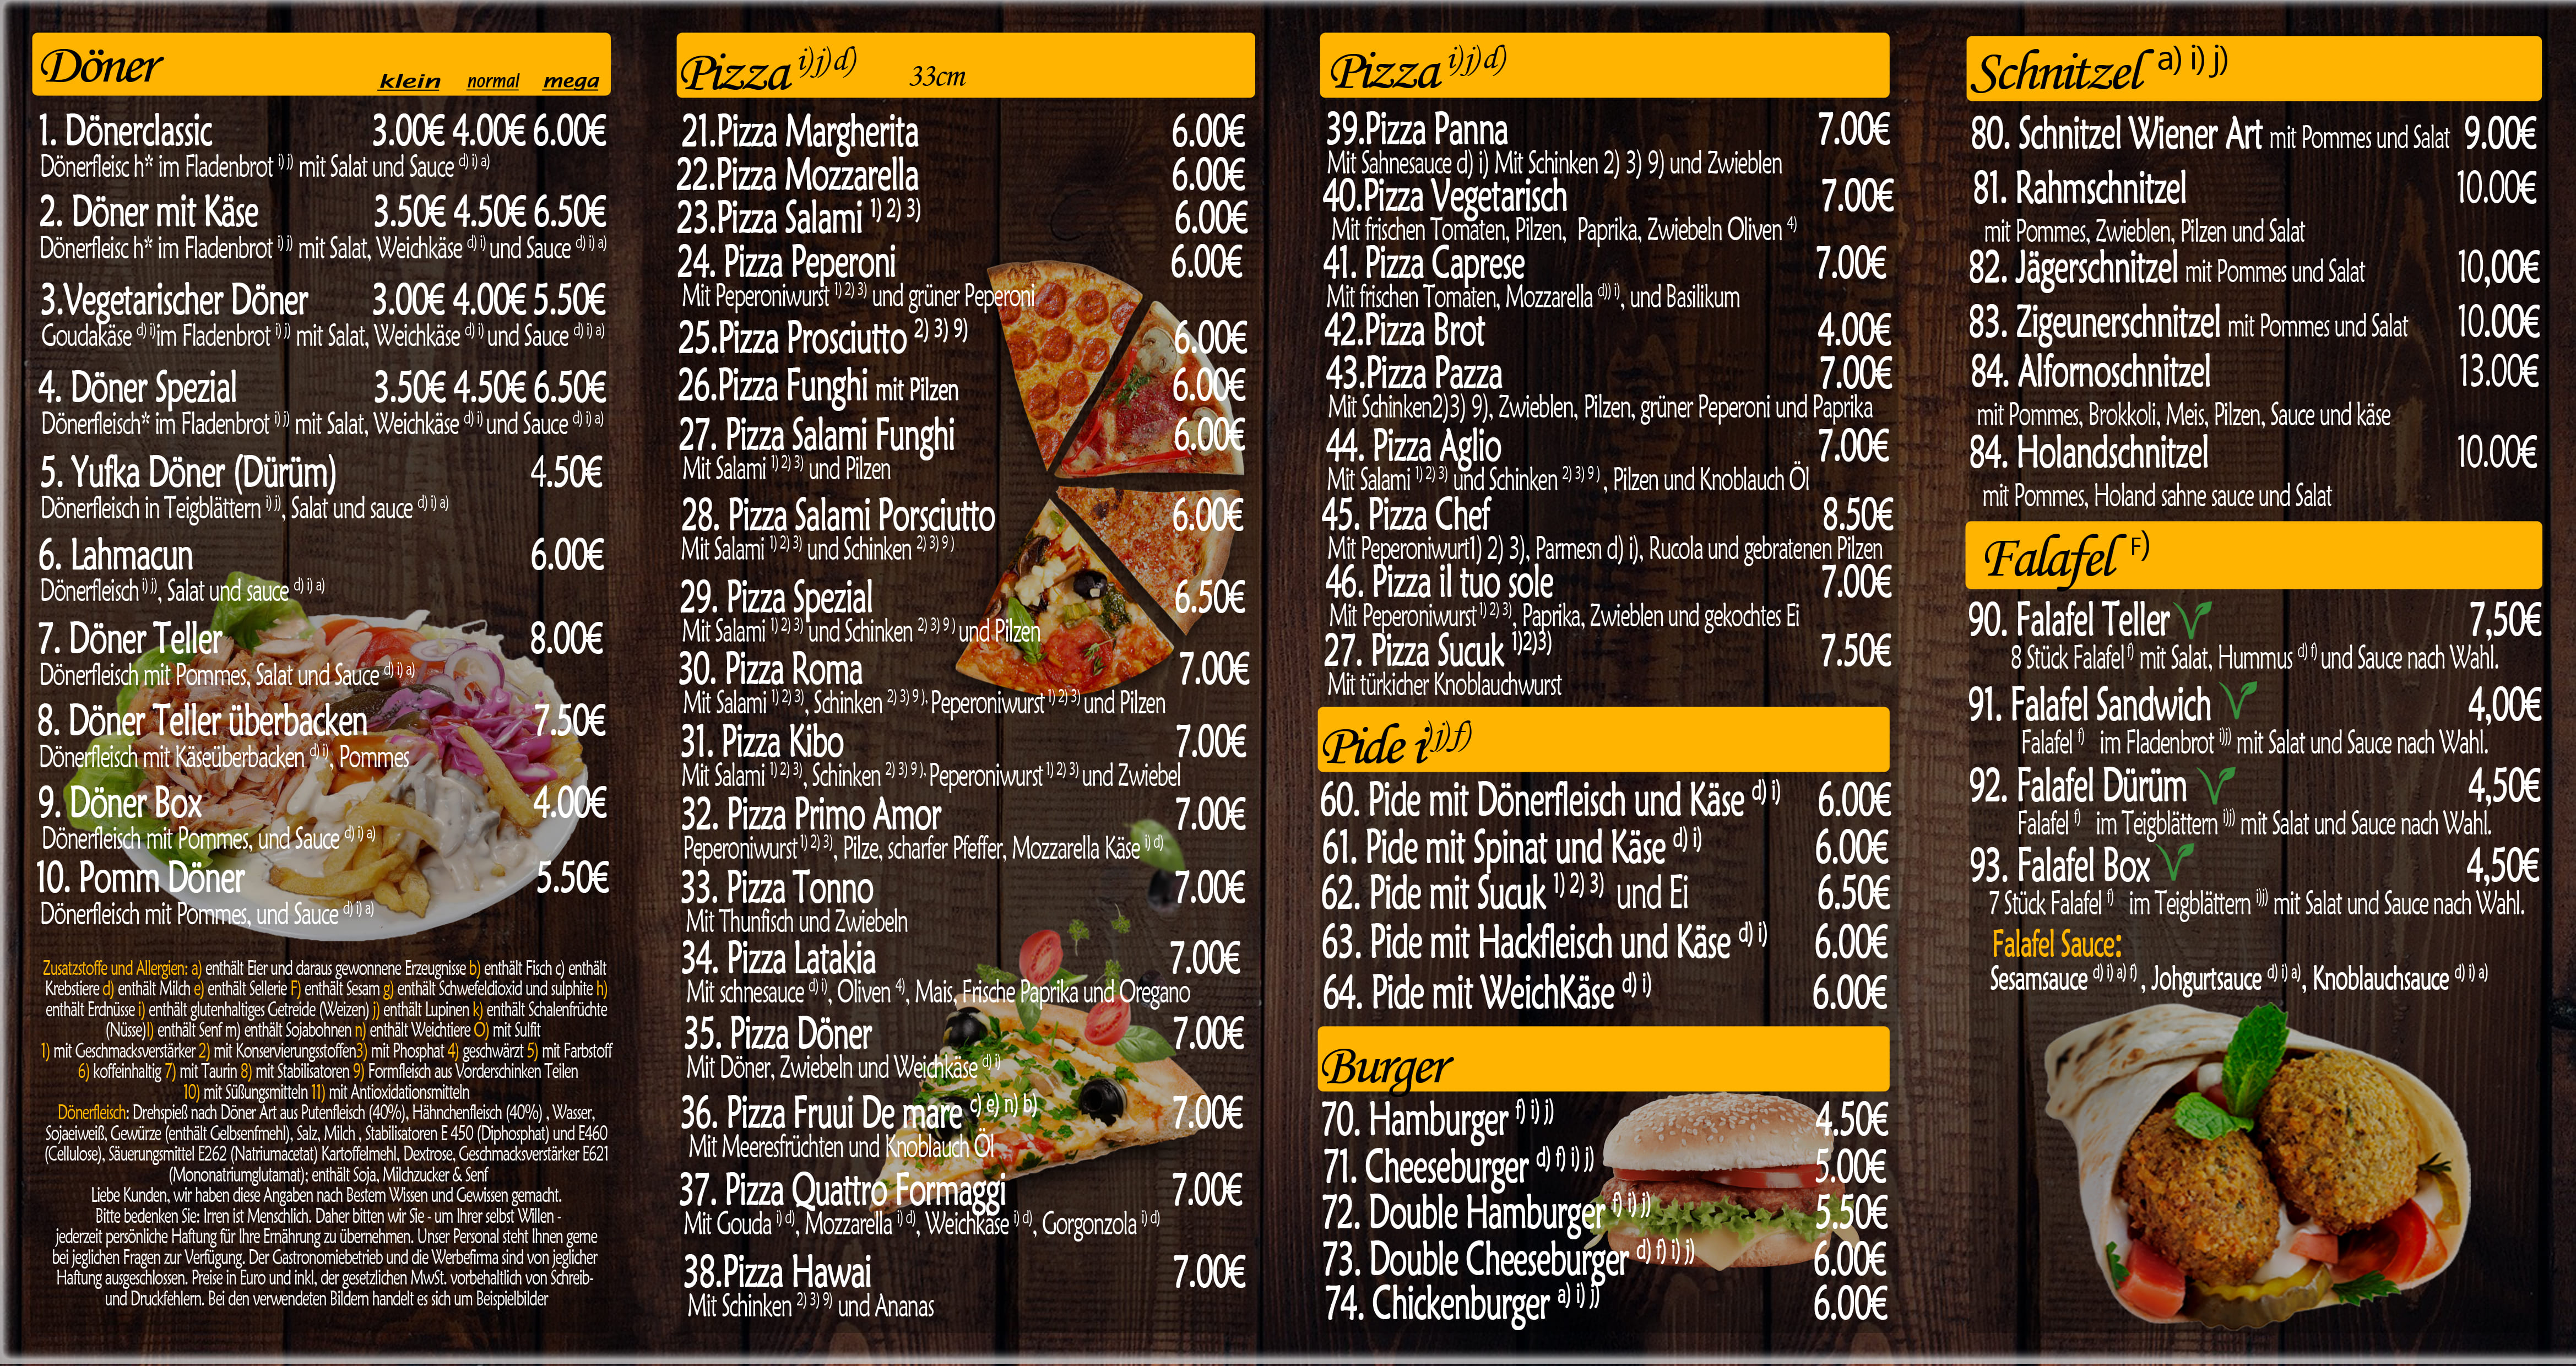 Döner klein normal mega
1. Dönerclassic 3.00€ 4.00€ 6.00€
Dönerfleisc h* im Fladenbrot i) j) mit Salat und Sauce d) i) a)
2. Döner mit Käse 3.50€ 4.50€ 6.50€
Dönerfleisc h* im Fladenbrot i) j) mit Salat, Weichkäse d) i) und Sauce d) i) a)
3.Vegetarischer Döner 3.00€ 4.00€ 5.50€
Goudakäse d) i)im Fladenbrot i) j) mit Salat, Weichkäse d) i) und Sauce d) i) a)
4. Döner Spezial 3.50€ 4.50€ 6.50€
Dönerfleisch* im Fladenbrot i) j) mit Salat, Weichkäse d) i) und Sauce d) i) a)
5. Yufka Döner (Dürüm) 4.50€
Dönerfleisch in Teigblättern i) j), Salat und sauce d) i) a)
6. Lahmacun 6.00€
Dönerfleisch i) j), Salat und sauce d) i) a)
7. Döner Teller 8.00€
Dönerfleisch mit Pommes, Salat und Sauce d) i) a)
8. Döner Teller überbacken 7.50€
Dönerfleisch mit Käseüberbacken d) i), Pommes
9. Döner Box 4.00€
Dönerfleisch mit Pommes, und Sauce d) i) a)
10. Pomm Döner 5.50€
Dönerfleisch mit Pommes, und Sauce d) i) a)
Zusatzstoffe und Allergien: a) enthält Eier und daraus gewonnene Erzeugnisse b) enthält Fisch c) enthält
Krebstiere d) enthält Milch e) enthält Sellerie F) enthält Sesam g) enthält Schwefeldioxid und sulphite h)
enthält Erdnüsse i) enthält glutenhaltiges Getreide (Weizen) j) enthält Lupinen k) enthält Schalenfrüchte
(Nüsse)l) enthält Senf m) enthält Sojabohnen n) enthält Weichtiere O) mit Sulfit
1) mit Geschmacksverstärker 2) mit Konservierungsstoffen3) mit Phosphat 4) geschwärzt 5) mit Farbstoff
6) koffeinhaltig 7) mit Taurin 8) mit Stabilisatoren 9) Formfleisch aus Vorderschinken Teilen
10) mit Süßungsmitteln 11) mit Antioxidationsmitteln
Dönerfleisch: Drehspieß nach Döner Art aus Putenfleisch (40%), Hähnchenfleisch (40%) , Wasser,
Sojaeiweiß, Gewürze (enthält Gelbsenfmehl), Salz, Milch , Stabilisatoren E 450 (Diphosphat) und E460
(Cellulose), Säuerungsmittel E262 (Natriumacetat) Kartoffelmehl, Dextrose, Geschmacksverstärker E621
(Mononatriumglutamat); enthält Soja, Milchzucker & Senf
Liebe Kunden, wir haben diese Angaben nach Bestem Wissen und Gewissen gemacht.
Bitte bedenken Sie: Irren ist Menschlich. Daher bitten wir Sie - um Ihrer selbst Willen -
jederzeit persönliche Haftung für Ihre Ernährung zu übernehmen. Unser Personal steht Ihnen gerne
bei jeglichen Fragen zur Verfügung. Der Gastronomiebetrieb und die Werbefirma sind von jeglicher
Haftung ausgeschlossen. Preise in Euro und inkl, der gesetzlichen MwSt. vorbehaltlich von Schreib-
und Druckfehlern. Bei den verwendeten Bildern handelt es sich um Beispielbilder
Pizza i) j) d) 33cm
21.Pizza Margherita 6.00€
22.Pizza Mozzarella 6.00€
23.Pizza Salami 1) 2) 3) 6.00€
24. Pizza Peperoni 6.00€
Mit Peperoniwurst 1) 2) 3) und grüner Peperoni
25.Pizza Prosciutto 2) 3) 9) 6.00€
26.Pizza Funghi mit Pilzen 6.00€
27. Pizza Salami Funghi 6.00€
Mit Salami 1) 2) 3) und Pilzen
28. Pizza Salami Porsciutto 6.00€
Mit Salami 1) 2) 3) und Schinken 2) 3) 9 )
29. Pizza Spezial 6.50€
Mit Salami 1) 2) 3) und Schinken 2) 3) 9 ) und Pilzen
30. Pizza Roma 7.00€
Mit Salami 1) 2) 3), Schinken 2) 3) 9 ), Peperoniwurst 1) 2) 3) und Pilzen
31. Pizza Kibo 7.00€
Mit Salami 1) 2) 3), Schinken 2) 3) 9 ), Peperoniwurst 1) 2) 3) und Zwiebel
32. Pizza Primo Amor 7.00€
Peperoniwurst 1) 2) 3), Pilze, scharfer Pfeffer, Mozzarella Käse i) d)
33. Pizza Tonno 7.00€
Mit Thunfisch und Zwiebeln
34. Pizza Latakia 7.00€
Mit schnesauce d) i), Oliven 4), Mais, Frische Paprika und Oregano
35. Pizza Döner 7.00€
Mit Döner, Zwiebeln und Weichkäse d) i)
36. Pizza Fruui De mare c) e) n) b) 7.00€
Mit Meeresfrüchten und Knoblauch Öl
37. Pizza Quattro Formaggi 7.00€
Mit Gouda i) d), Mozzarella i) d), Weichkäse i) d), Gorgonzola i) d)
38.Pizza Hawai 7.00€
Mit Schinken 2) 3) 9) und Ananas
Pizza i) j) d)
39.Pizza Panna 7.00€
Mit Sahnesauce d) i) Mit Schinken 2) 3) 9) und Zwieblen
40.Pizza Vegetarisch 7.00€
Mit frischen Tomaten, Pilzen, Paprika, Zwiebeln Oliven 4)
41. Pizza Caprese 7.00€
Mit frischen Tomaten, Mozzarella d)) i), und Basilikum
42.Pizza Brot 4.00€
43.Pizza Pazza 7.00€
Mit Schinken2)3) 9), Zwieblen, Pilzen, grüner Peperoni und Paprika
44. Pizza Aglio 7.00€
Mit Salami 1) 2) 3) und Schinken 2) 3) 9 ) , Pilzen und Knoblauch Öl
45. Pizza Chef 8.50€
Mit Peperoniwurt1) 2) 3), Parmesn d) i), Rucola und gebratenen Pilzen
46. Pizza il tuo sole 7.00€
Mit Peperoniwurst 1) 2) 3), Paprika, Zwieblen und gekochtes Ei
27. Pizza Sucuk 1)2)3) 7.50€
Mit türkicher Knoblauchwurst
Pide i) j) f)
60. Pide mit Dönerfleisch und Käse d) i) 6.00€
61. Pide mit Spinat und Käse d) i) 6.00€
62. Pide mit Sucuk 1) 2) 3) und Ei 6.50€
63. Pide mit Hackfleisch und Käse d) i) 6.00€
64. Pide mit WeichKäse d) i) 6.00€
Burger
70. Hamburger f) i) j) 4.50€
71. Cheeseburger d) f) i) j) 5.00€
72. Double Hamburger f) i) j) 5.50€
73. Double Cheeseburger d) f) i) j) 6.00€
74. Chickenburger a) i) j) 6.00€
Schnitzel a) i) j)
80. Schnitzel Wiener Art mit Pommes und Salat 9.00€
81. Rahmschnitzel 10.00€
mit Pommes, Zwieblen, Pilzen und Salat
82. Jägerschnitzel mit Pommes und Salat 10,00€
83. Zigeunerschnitzel mit Pommes und Salat 10.00€
84. Alfornoschnitzel 13.00€
mit Pommes, Brokkoli, Meis, Pilzen, Sauce und käse
84. Holandschnitzel 10.00€
mit Pommes, Holand sahne sauce und Salat
Falafel F)
90. Falafel Teller 7,50€
8 Stück Falafel f) mit Salat, Hummus d) f) und Sauce nach Wahl.
91. Falafel Sandwich 4,00€
Falafel f) im Fladenbrot i)j) mit Salat und Sauce nach Wahl.
92. Falafel Dürüm 4,50€
Falafel f) im Teigblättern i)j) mit Salat und Sauce nach Wahl.
93. Falafel Box 4,50€
7 Stück Falafel f) im Teigblättern i)j) mit Salat und Sauce nach Wahl.
Falafel Sauce:
Sesamsauce d) i) a) f) , Johgurtsauce d) i) a), Knoblauchsauce d) i) a)